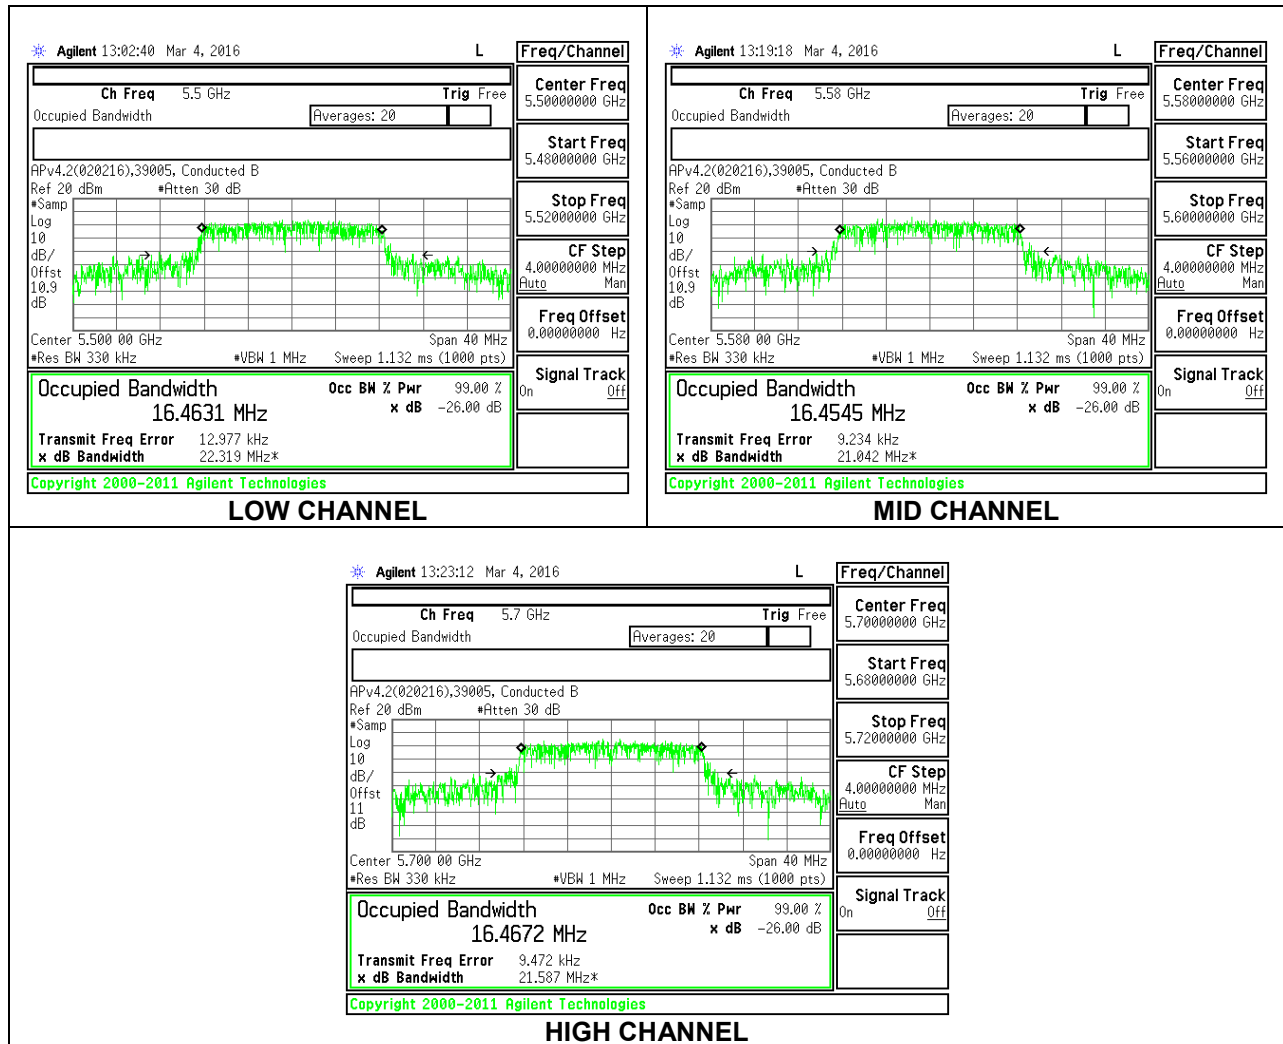 Agilent 13:02:40 Mar 4, 2016 L Freq/Channel
Ch Freq 5.5 GHz Trig Free
Occupied Bandwidth Averages: 20
Center Freq
5.50000000 GHz
Start Freq
5.48000000 GHz
Stop Freq
5.52000000 GHz
CF Step
4.00000000 MHz
Auto Man
Freq Offset
0.00000000 Hz
Signal Track
On Off
APv4.2(020216),39005, Conducted B
Ref 20 dBm #Atten 30 dB
#Samp
Log
10
dB/
Offst
10.9
dB
Center 5.500 00 GHz Span 40 MHz
#Res BW 330 kHz #VBW 1 MHz Sweep 1.132 ms (1000 pts)
Occupied Bandwidth Occ BW % Pwr 99.00 %
16.4631 MHz x dB -26.00 dB
Transmit Freq Error 12.977 kHz
x dB Bandwidth 22.319 MHz*
Copyright 2000-2011 Agilent Technologies
LOW CHANNEL
Agilent 13:19:18 Mar 4, 2016 L Freq/Channel
Ch Freq 5.58 GHz Trig Free
Occupied Bandwidth Averages: 20
Center Freq
5.58000000 GHz
Start Freq
5.56000000 GHz
Stop Freq
5.60000000 GHz
CF Step
4.00000000 MHz
Auto Man
Freq Offset
0.00000000 Hz
Signal Track
On Off
APv4.2(020216),39005, Conducted B
Ref 20 dBm #Atten 30 dB
#Samp
Log
10
dB/
Offst
10.9
dB
Center 5.580 00 GHz Span 40 MHz
#Res BW 330 kHz #VBW 1 MHz Sweep 1.132 ms (1000 pts)
Occupied Bandwidth Occ BW % Pwr 99.00 %
16.4545 MHz x dB -26.00 dB
Transmit Freq Error 9.234 kHz
x dB Bandwidth 21.042 MHz*
Copyright 2000-2011 Agilent Technologies
MID CHANNEL
Agilent 13:23:12 Mar 4, 2016 L Freq/Channel
Ch Freq 5.7 GHz Trig Free
Occupied Bandwidth Averages: 20
Center Freq
5.70000000 GHz
Start Freq
5.68000000 GHz
Stop Freq
5.72000000 GHz
CF Step
4.00000000 MHz
Auto Man
Freq Offset
0.00000000 Hz
Signal Track
On Off
APv4.2(020216),39005, Conducted B
Ref 20 dBm #Atten 30 dB
#Samp
Log
10
dB/
Offst
11
dB
Center 5.700 00 GHz Span 40 MHz
#Res BW 330 kHz #VBW 1 MHz Sweep 1.132 ms (1000 pts)
Occupied Bandwidth Occ BW % Pwr 99.00 %
16.4672 MHz x dB -26.00 dB
Transmit Freq Error 9.472 kHz
x dB Bandwidth 21.587 MHz*
Copyright 2000-2011 Agilent Technologies
HIGH CHANNEL